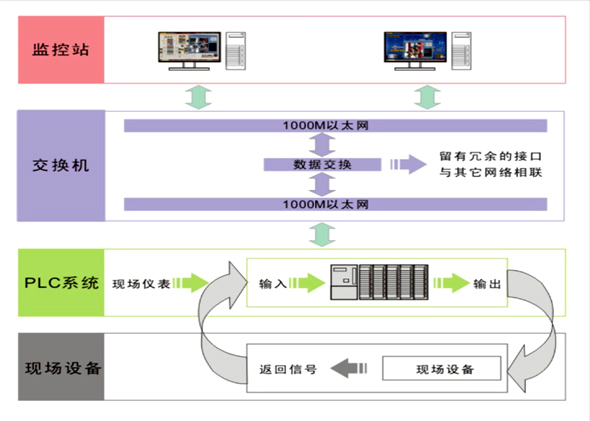 监控站
交换机
1000M以太网
数据交换
留有冗余的接口
与其它网络相联
1000M以太网
PLC系统
现场仪表
输入
输出
现场设备
返回信号
现场设备